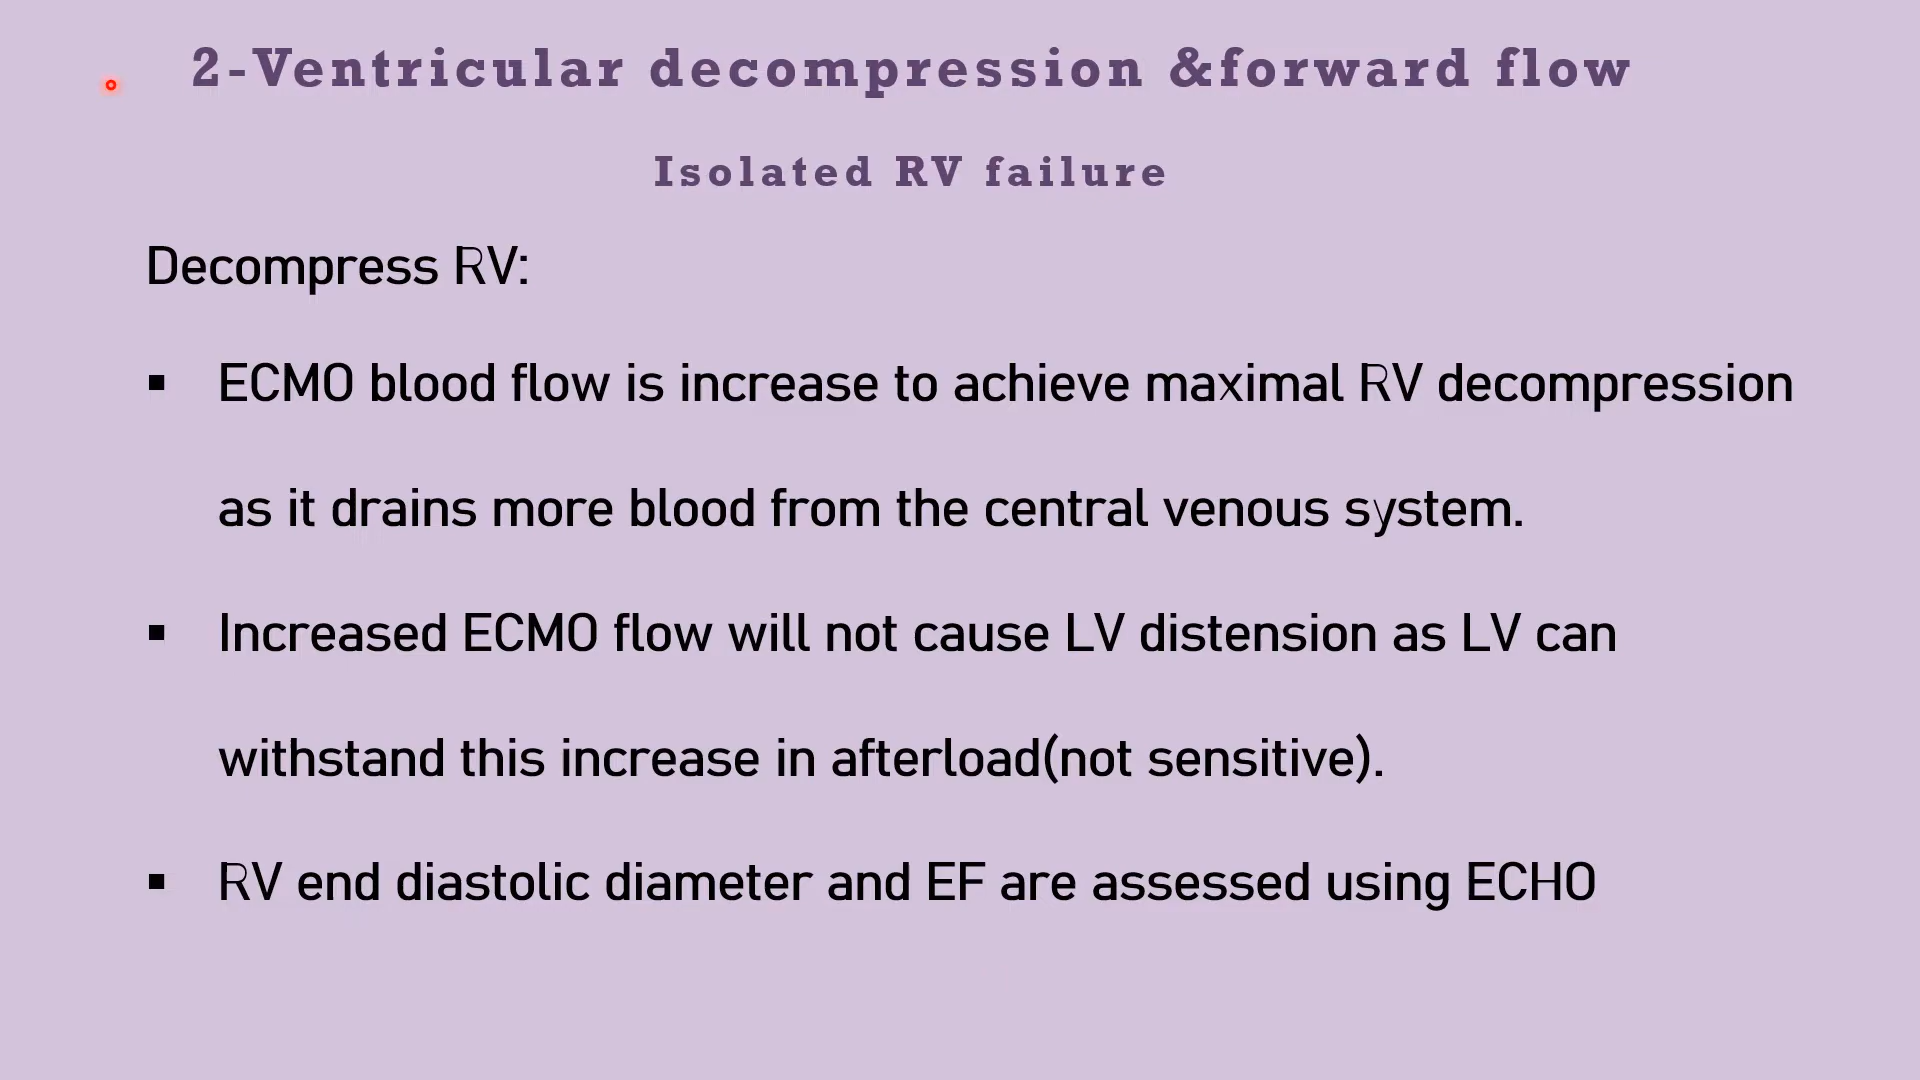 2-Ventricular decompression &forward flow
Isolated RV failure
Decompress RV:
▪ ECMO blood flow is increase to achieve maximal RV decompression
as it drains more blood from the central venous system.
▪ Increased ECMO flow will not cause LV distension as LV can
withstand this increase in afterload(not sensitive).
▪ RV end diastolic diameter and EF are assessed using ECHO